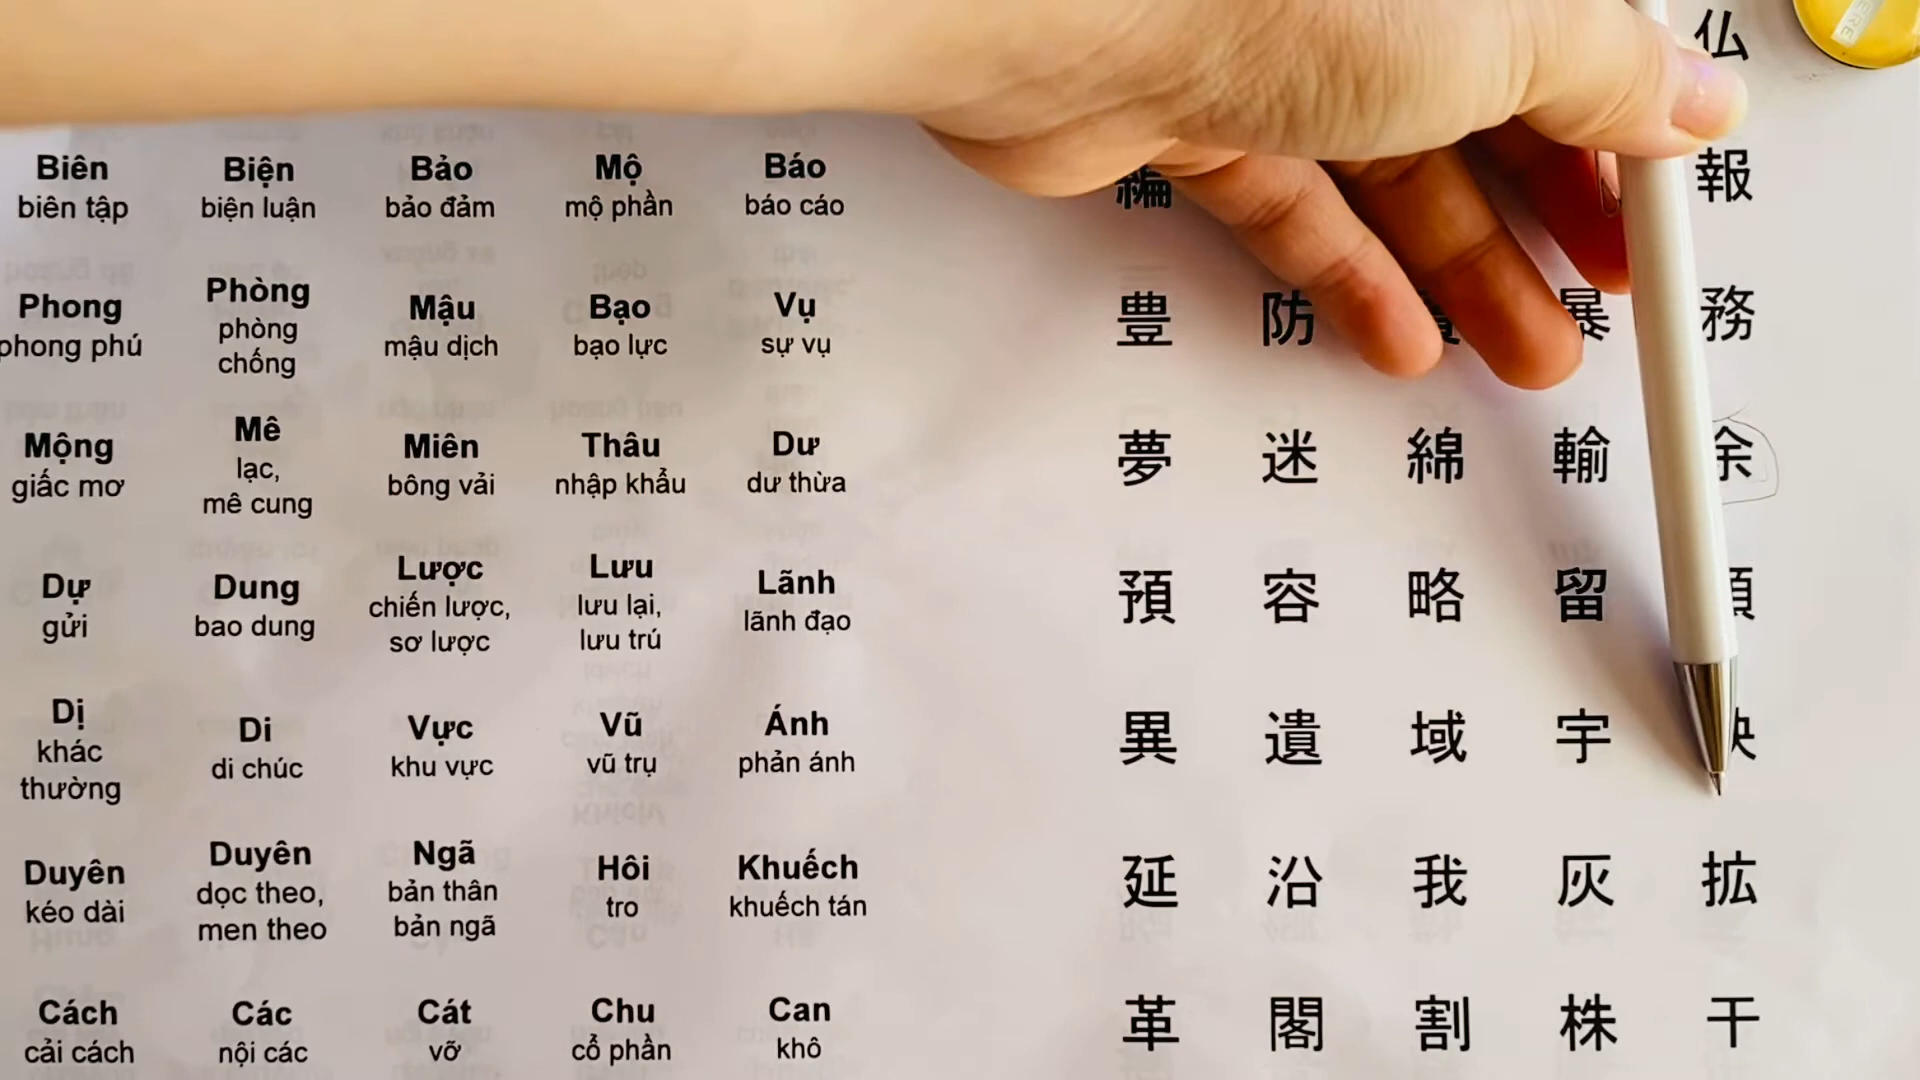 仏
Biên Biện Bảo Mộ Báo
biên tập biện luận bảo đảm mộ phần báo cáo
編 報
Phong Phòng Mậu Bạo Vụ
phong phú phòng chống mậu dịch bạo lực sự vụ
豊 防 暴 務
Mộng Mê Miên Thâu Dư
giấc mơ lạc, mê cung bông vải nhập khẩu dư thừa
夢 迷 綿 輸 余
Dự Dung Lược Lưu Lãnh
gửi bao dung chiến lược, sơ lược lưu lại, lưu trú lãnh đạo
預 容 略 留
Dị Di Vực Vũ Ánh
khác thường di chúc khu vực vũ trụ phản ánh
異 遺 域 宇
Duyên Duyên Ngã Hôi Khuếch
kéo dài dọc theo, men theo bản thân bản ngã tro khuếch tán
延 沿 我 灰 拡
Cách Các Cát Chu Can
cải cách nội các vỡ cổ phần khô
革 閣 割 株 干